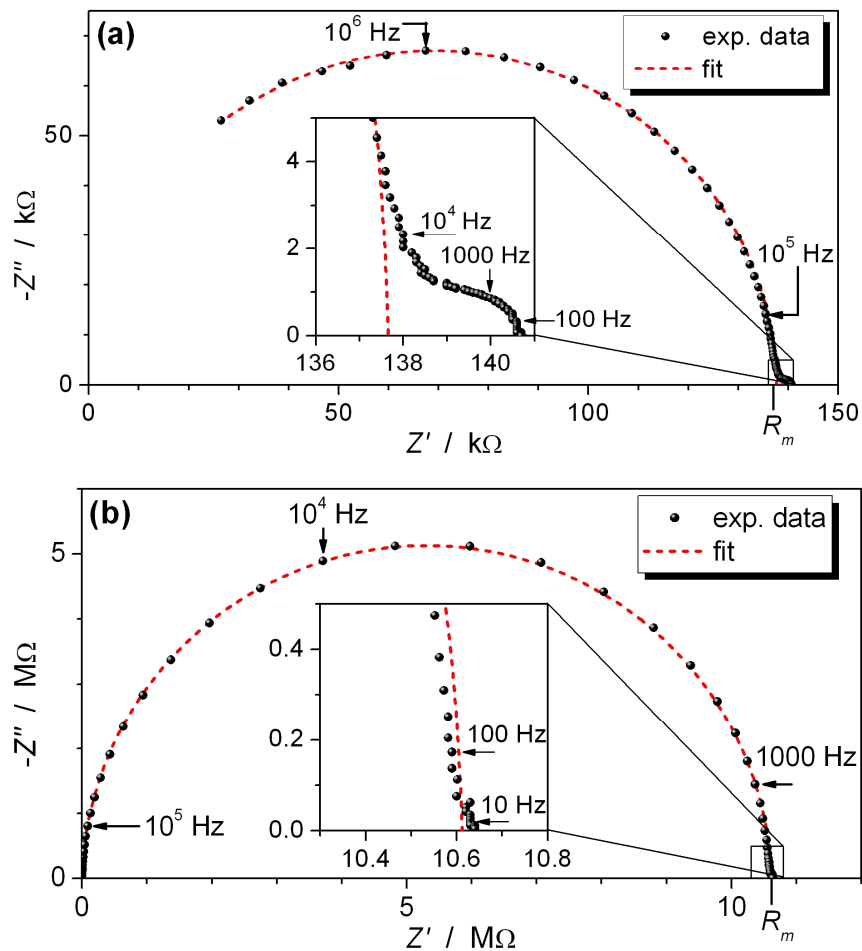 (a)
10⁶ Hz
exp. data
fit
50
0
-Z'' / kΩ
4
2
0
10⁴ Hz
1000 Hz
100 Hz
136 138 140
10⁵ Hz
0 50 100 150
Z' / kΩ
Rm
(b)
10⁴ Hz
exp. data
fit
5
0
-Z'' / MΩ
0.4
0.2
0.0
100 Hz
10 Hz
10.4 10.6 10.8
1000 Hz
10⁵ Hz
0 5 10
Z' / MΩ
Rm